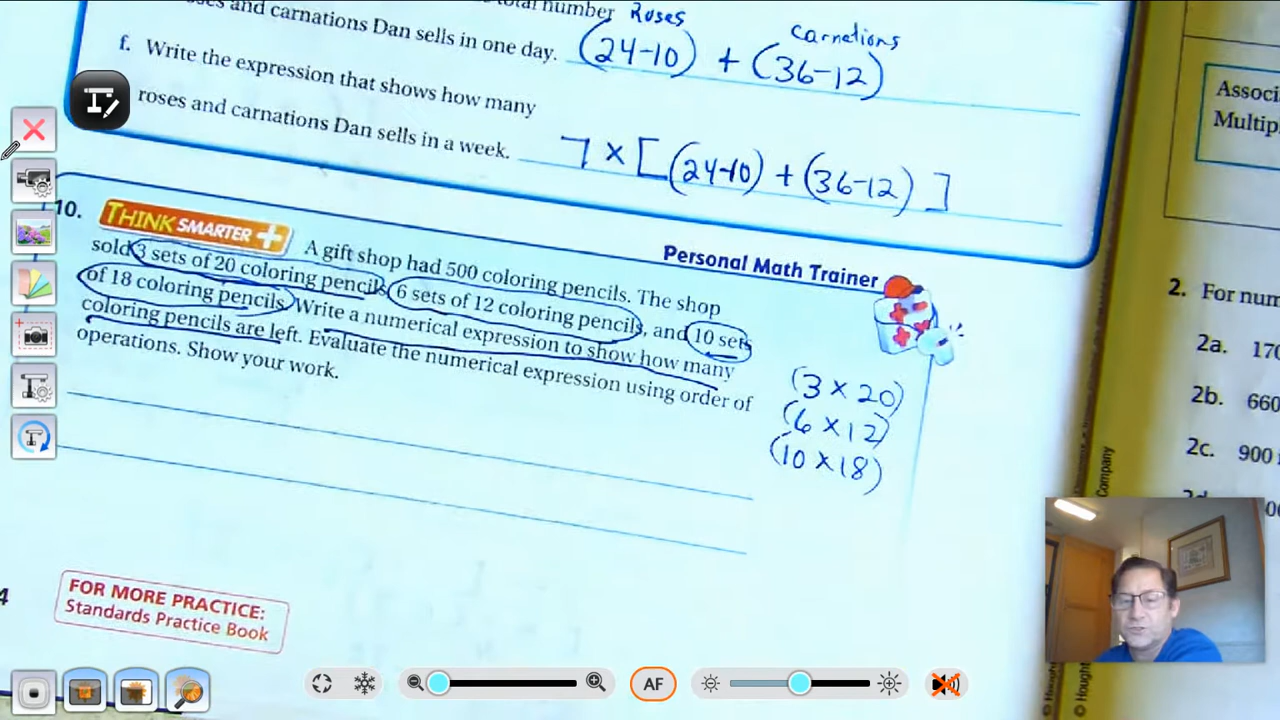 total number Roses
and carnations Dan sells in one day. (24-10) + (36-12)
carnations
f. Write the expression that shows how many
roses and carnations Dan sells in a week. 7 × [(24-10) + (36-12)]
10. THINK SMARTER + A gift shop had 500 coloring pencils. The shop
Personal Math Trainer
sold 3 sets of 20 coloring pencils, 6 sets of 12 coloring pencils, and 10 sets
of 18 coloring pencils. Write a numerical expression to show how many
coloring pencils are left. Evaluate the numerical expression using order of
operations. Show your work.
(3 × 20)
(6 × 12)
(10 × 18)
4
FOR MORE PRACTICE:
Standards Practice Book
2. For num
2a. 170
2b. 660
2c. 900
Company
AF